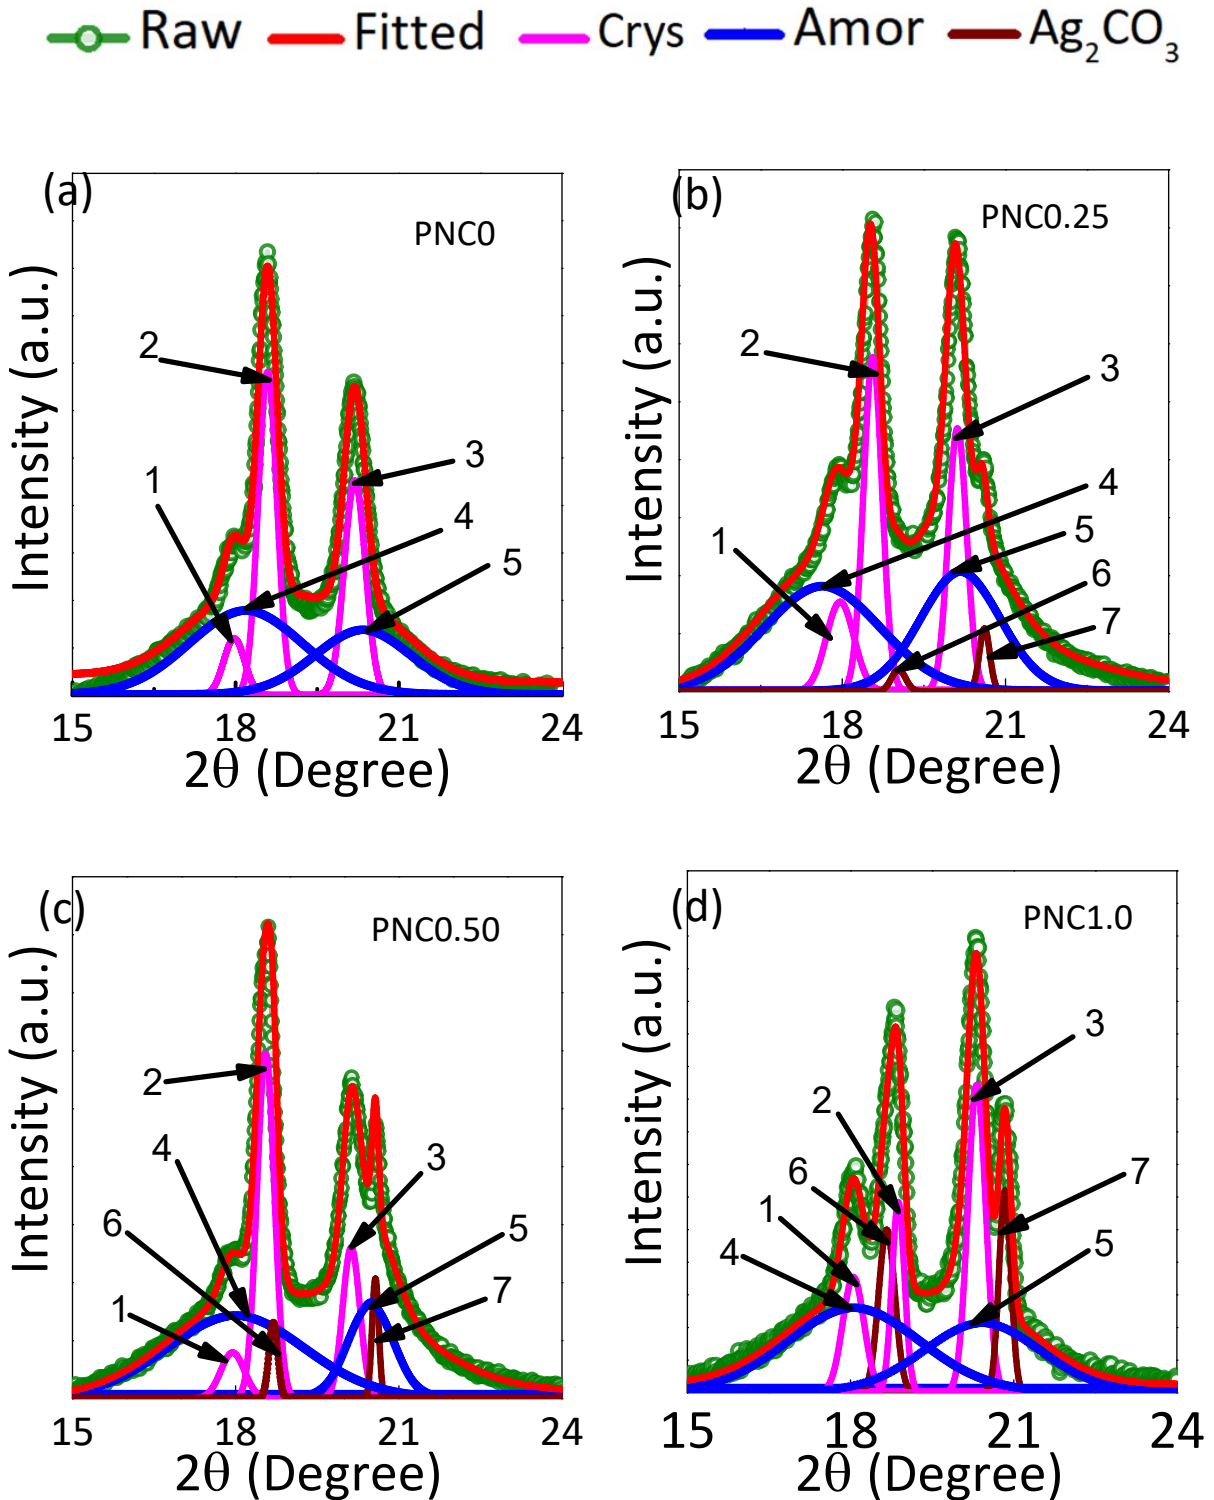 Raw Fitted Crys Amor Ag₂CO₃
(a) PNC0
Intensity (a.u.)
2
1
3
4
5
15 18 21 24
2θ (Degree)
(b) PNC0.25
Intensity (a.u.)
2
3
4
1
5
6
7
15 18 21 24
2θ (Degree)
(c) PNC0.50
Intensity (a.u.)
2
4
3
6
5
7
1
15 18 21 24
2θ (Degree)
(d) PNC1.0
Intensity (a.u.)
3
2
6
7
1
4
5
15 18 21 24
2θ (Degree)